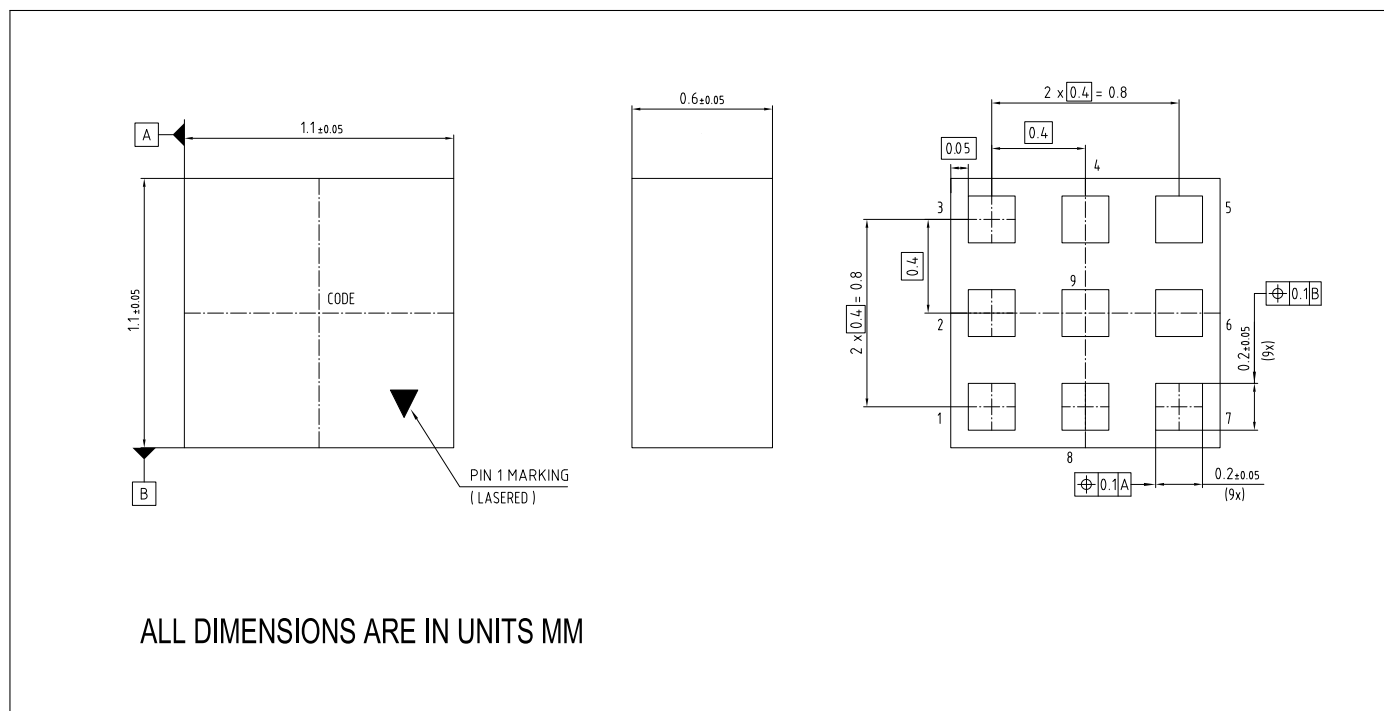 2 x 0.4 = 0.8
0.6±0.05
1.1±0.05
A
0.4
0.05
4
3
5
1.1±0.05
2 x 0.4 = 0.8
0.4
CODE
9
2
6
⌖ 0.1 B
0.2±0.05
(9x)
1
7
8
B
PIN 1 MARKING
( LASERED )
⌖ 0.1 A
0.2±0.05
(9x)
ALL DIMENSIONS ARE IN UNITS MM